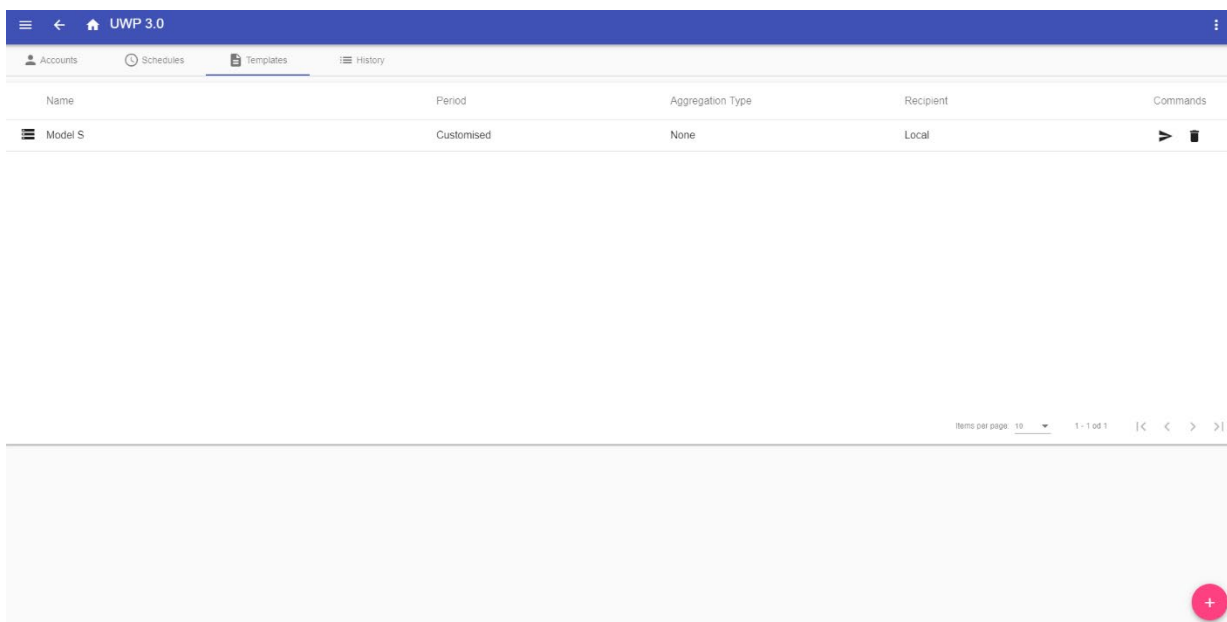 UWP 3.0
Accounts Schedules Templates History
Name Period Aggregation Type Recipient Commands
Model S Customised None Local
Items per page: 10 1 - 1 od 1